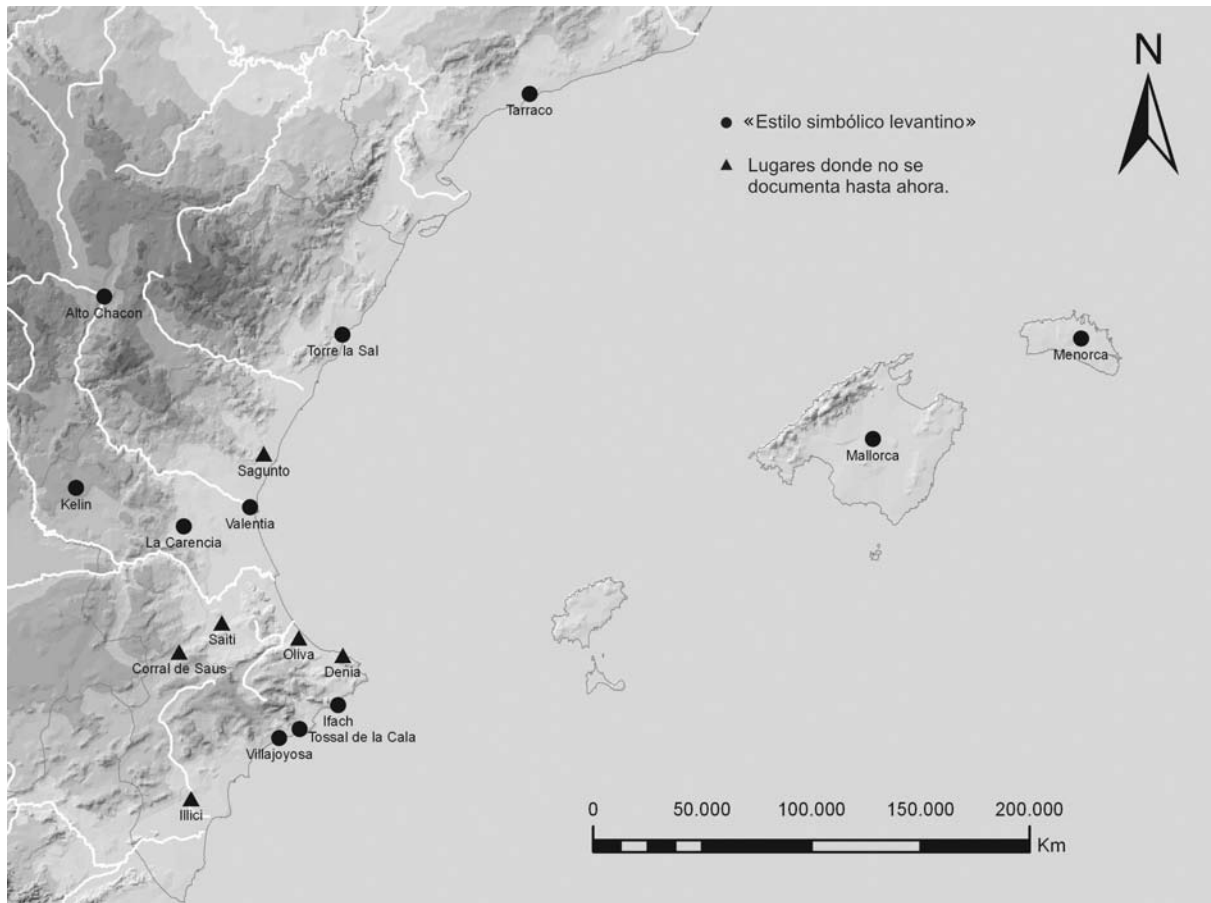 N
Tarraco
«Estilo simbólico levantino»
Lugares donde no se
documenta hasta ahora.
Alto Chacon
Torre la Sal
Menorca
Mallorca
Sagunto
Kelin
Valentia
La Carencia
Saiti
Oliva
Corral de Saus
Denia
Ifach
Tossal de la Cala
Villajoyosa
Illici
0 50.000 100.000 150.000 200.000
Km